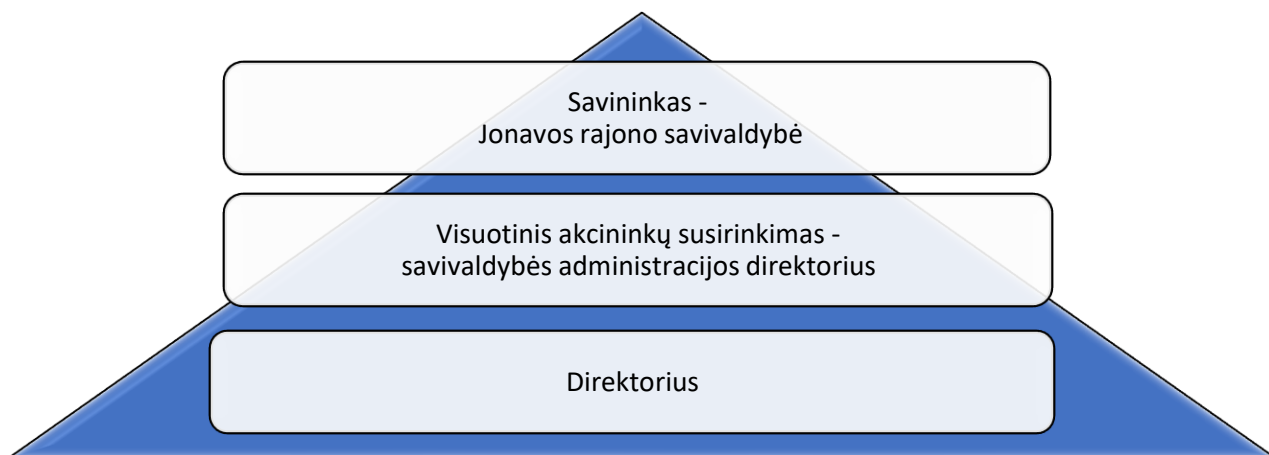 Savininkas -
Jonavos rajono savivaldybė
Visuotinis akcininkų susirinkimas -
savivaldybės administracijos direktorius
Direktorius